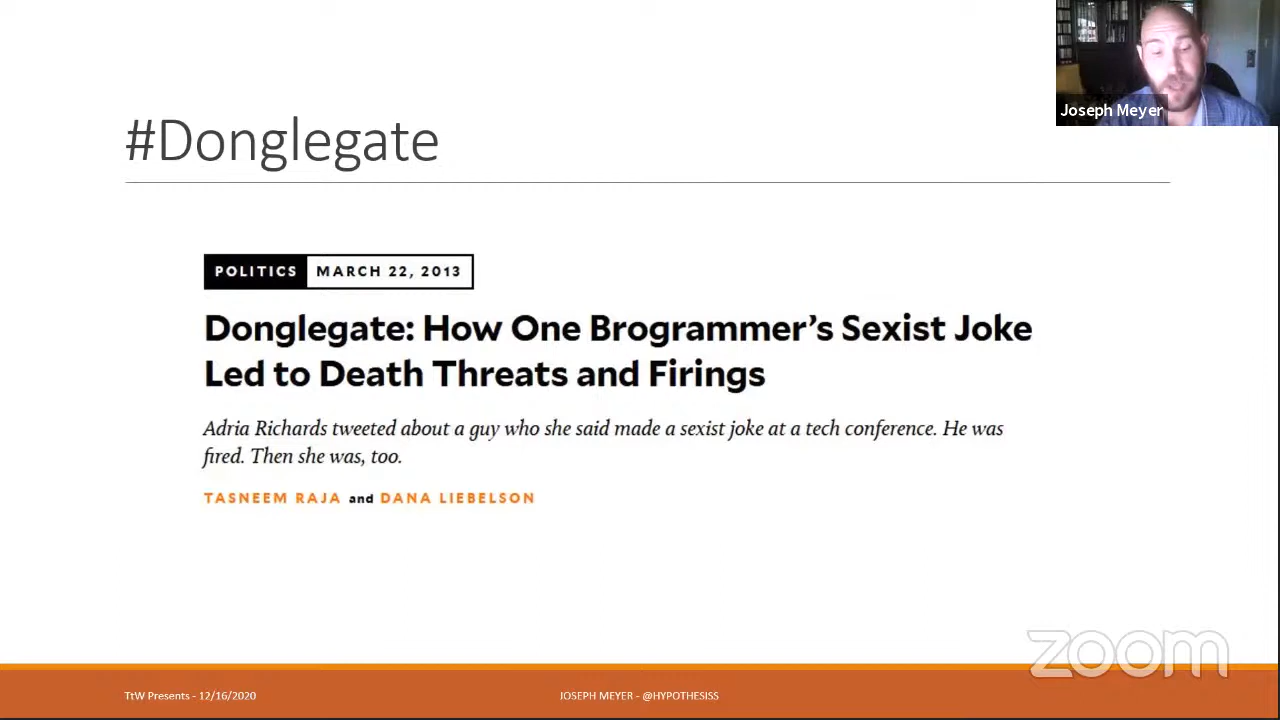 Joseph Meyer
#Donglegate
POLITICS MARCH 22, 2013
Donglegate: How One Brogrammer’s Sexist Joke
Led to Death Threats and Firings
Adria Richards tweeted about a guy who she said made a sexist joke at a tech conference. He was
fired. Then she was, too.
TASNEEM RAJA and DANA LIEBELSON
zoom
TtW Presents - 12/16/2020 JOSEPH MEYER - @HYPOTHESISS